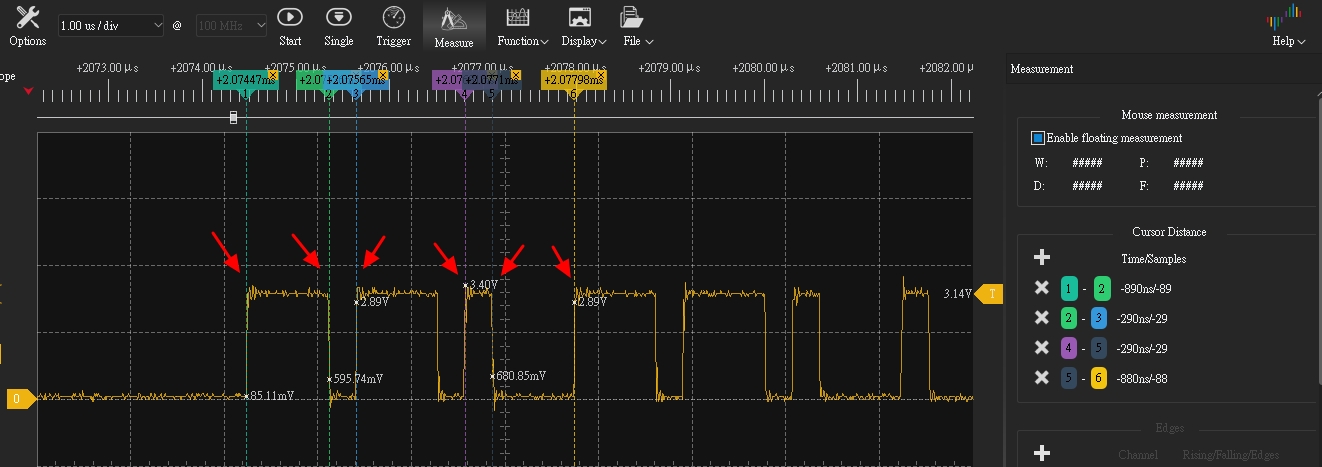 1.00 us / div @ 100 MHz
Options Start Single Trigger Measure Function Display File Help
ope +2073.00 μs +2074.00 μs +2075.00 μs +2076.00 μs +2077.00 μs +2078.00 μs +2079.00 μs +2080.00 μs +2081.00 μs +2082.00 μs
+2.07447ms +2.07565ms +2.0771ms +2.07798ms
1 2 3 4 5 6
Measurement
Mouse measurement
Enable floating measurement
W: ##### P: #####
D: ##### F: #####
Cursor Distance
Time/Samples
1 - 2 -890ns/-89
2 - 3 -290ns/-29
4 - 5 -290ns/-29
5 - 6 -880ns/-88
Edges
Channel Rising/Falling/Edges
3.40V
3.14V T
2.89V 2.89V
595.74mV 680.85mV
0 85.11mV